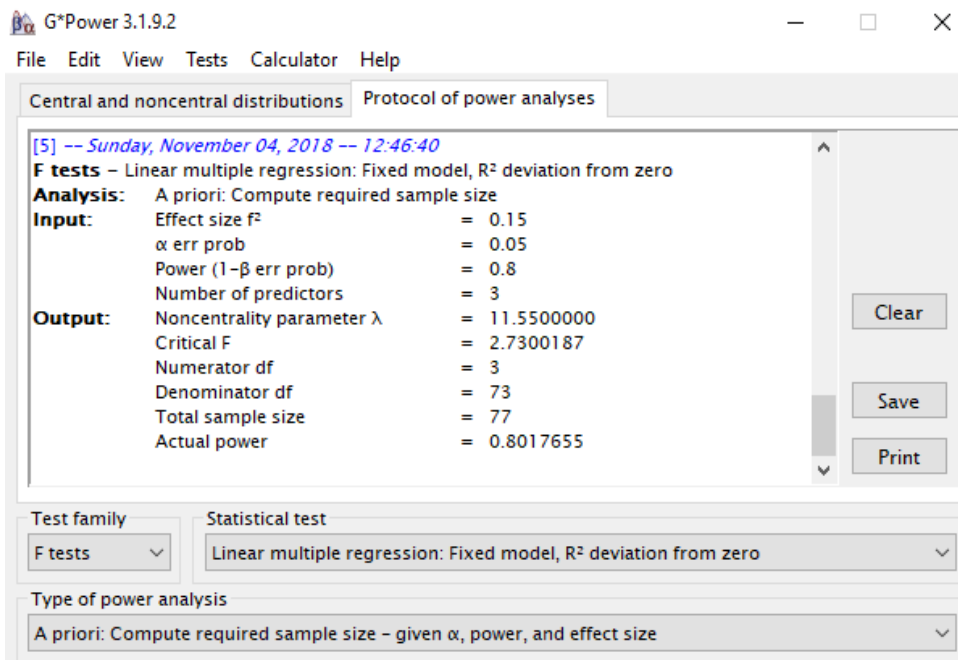 G*Power 3.1.9.2
File Edit View Tests Calculator Help
Central and noncentral distributions Protocol of power analyses
[5] -- Sunday, November 04, 2018 -- 12:46:40
F tests – Linear multiple regression: Fixed model, R² deviation from zero
Analysis: A priori: Compute required sample size
Input: Effect size f² = 0.15
α err prob = 0.05
Power (1-β err prob) = 0.8
Number of predictors = 3
Output: Noncentrality parameter λ = 11.5500000
Critical F = 2.7300187
Numerator df = 3
Denominator df = 73
Total sample size = 77
Actual power = 0.8017655
Clear
Save
Print
Test family
F tests
Statistical test
Linear multiple regression: Fixed model, R² deviation from zero
Type of power analysis
A priori: Compute required sample size – given α, power, and effect size